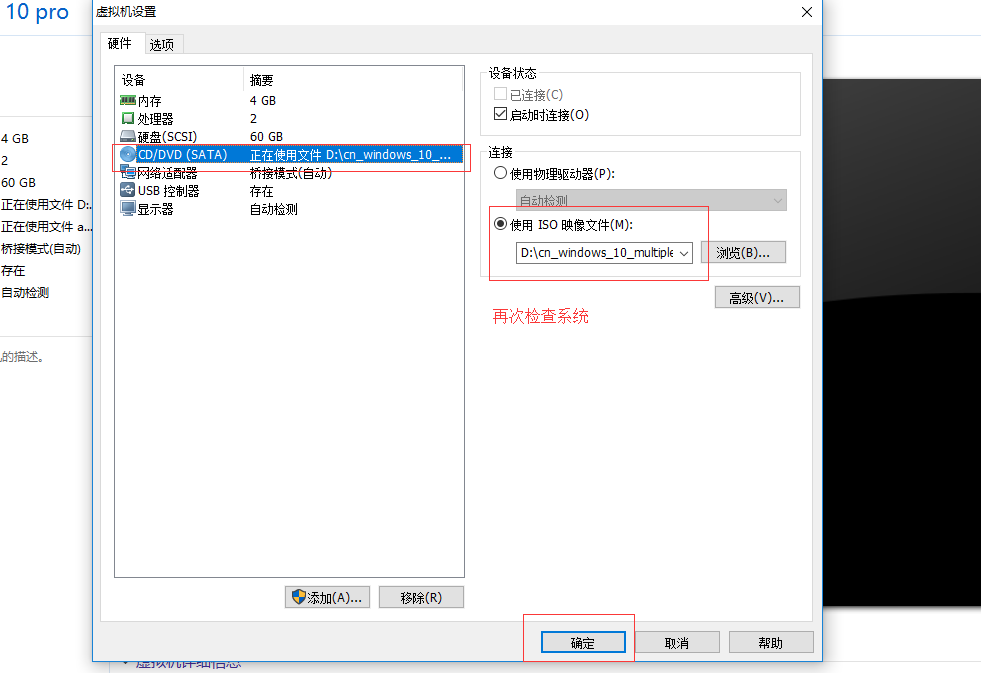 10 pro
虚拟机设置
硬件 选项
设备 摘要
内存 4 GB
处理器 2
硬盘(SCSI) 60 GB
CD/DVD (SATA) 正在使用文件 D:\cn_windows_10_...
网络适配器 桥接模式(自动)
USB 控制器 存在
显示器 自动检测
添加(A)... 移除(R)
设备状态
已连接(C)
启动时连接(O)
连接
使用物理驱动器(P):
自动检测
使用 ISO 映像文件(M):
D:\cn_windows_10_multiple 浏览(B)...
高级(V)...
再次检查系统
确定 取消 帮助
4 GB
2
60 GB
正在使用文件 D:...
正在使用文件 a...
桥接模式(自动)
存在
自动检测
的描述。
虚拟机详细信息